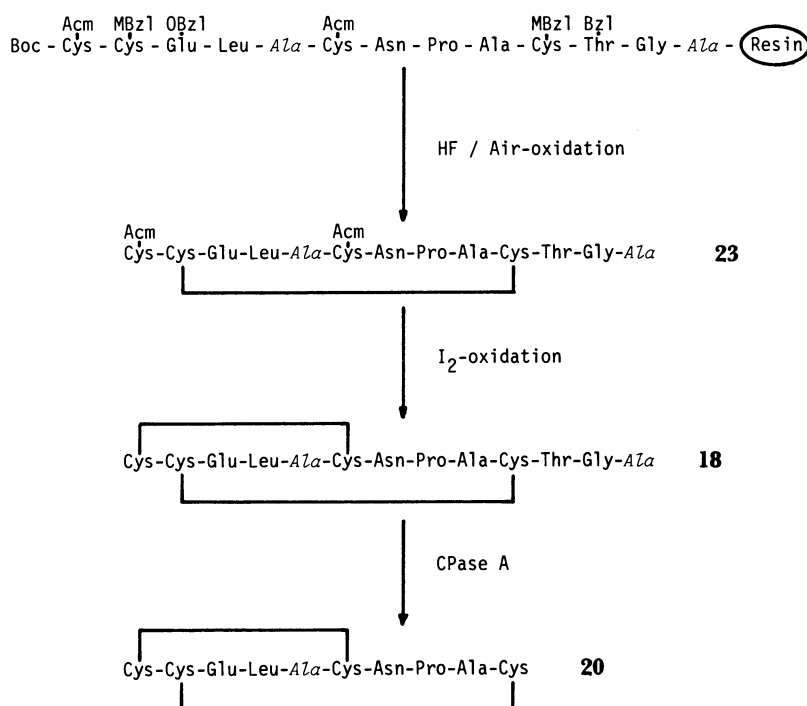 Acm MBzl OBzl Acm MBzl Bzl
Boc - Cys - Cys - Glu - Leu - Ala - Cys - Asn - Pro - Ala - Cys - Thr - Gly - Ala - Resin
HF / Air-oxidation
Acm Acm
Cys-Cys-Glu-Leu-Ala-Cys-Asn-Pro-Ala-Cys-Thr-Gly-Ala 23
I2-oxidation
Cys-Cys-Glu-Leu-Ala-Cys-Asn-Pro-Ala-Cys-Thr-Gly-Ala 18
CPase A
Cys-Cys-Glu-Leu-Ala-Cys-Asn-Pro-Ala-Cys 20